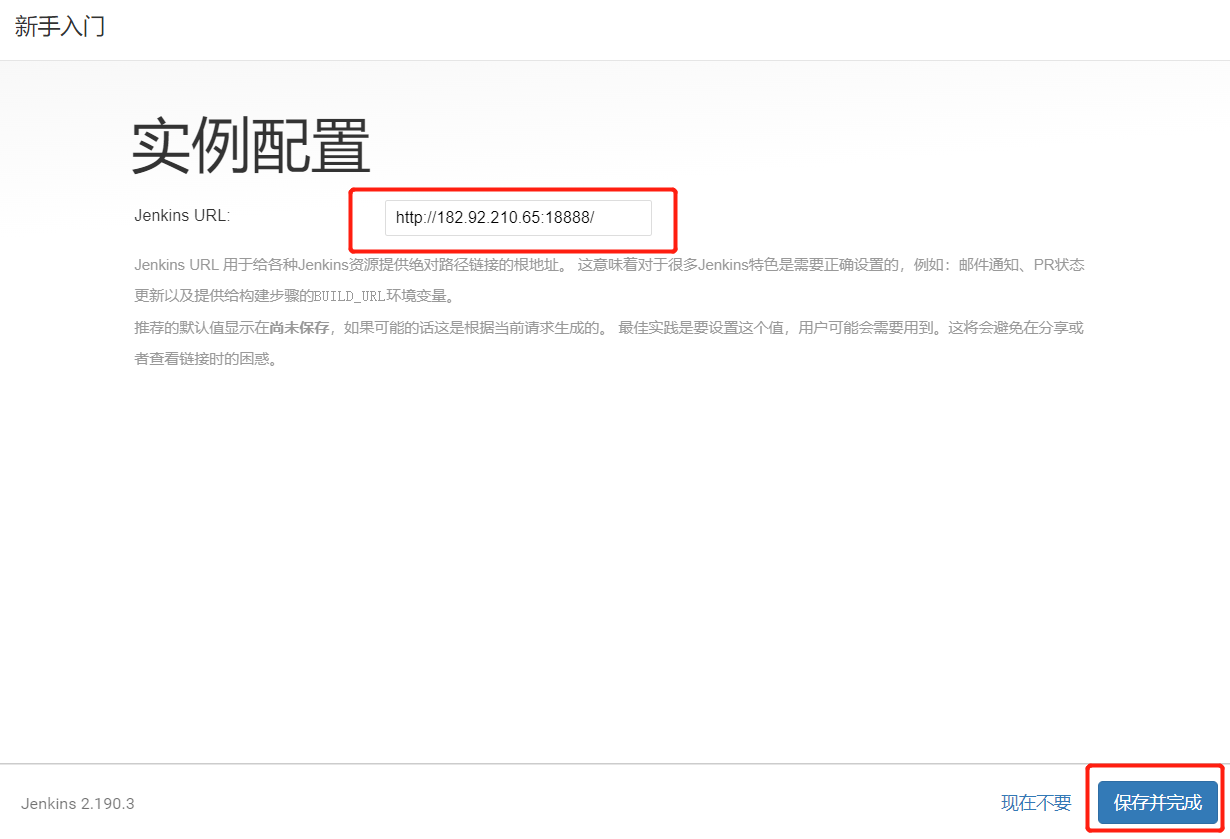 新手入门
实例配置
Jenkins URL:
http://182.92.210.65:18888/
Jenkins URL 用于给各种Jenkins资源提供绝对路径链接的根地址。 这意味着对于很多Jenkins特色是需要正确设置的，例如：邮件通知、PR状态
更新以及提供给构建步骤的BUILD_URL环境变量。
推荐的默认值显示在尚未保存，如果可能的话这是根据当前请求生成的。 最佳实践是要设置这个值，用户可能会需要用到。这将会避免在分享或
者查看链接时的困惑。
Jenkins 2.190.3
现在不要
保存并完成